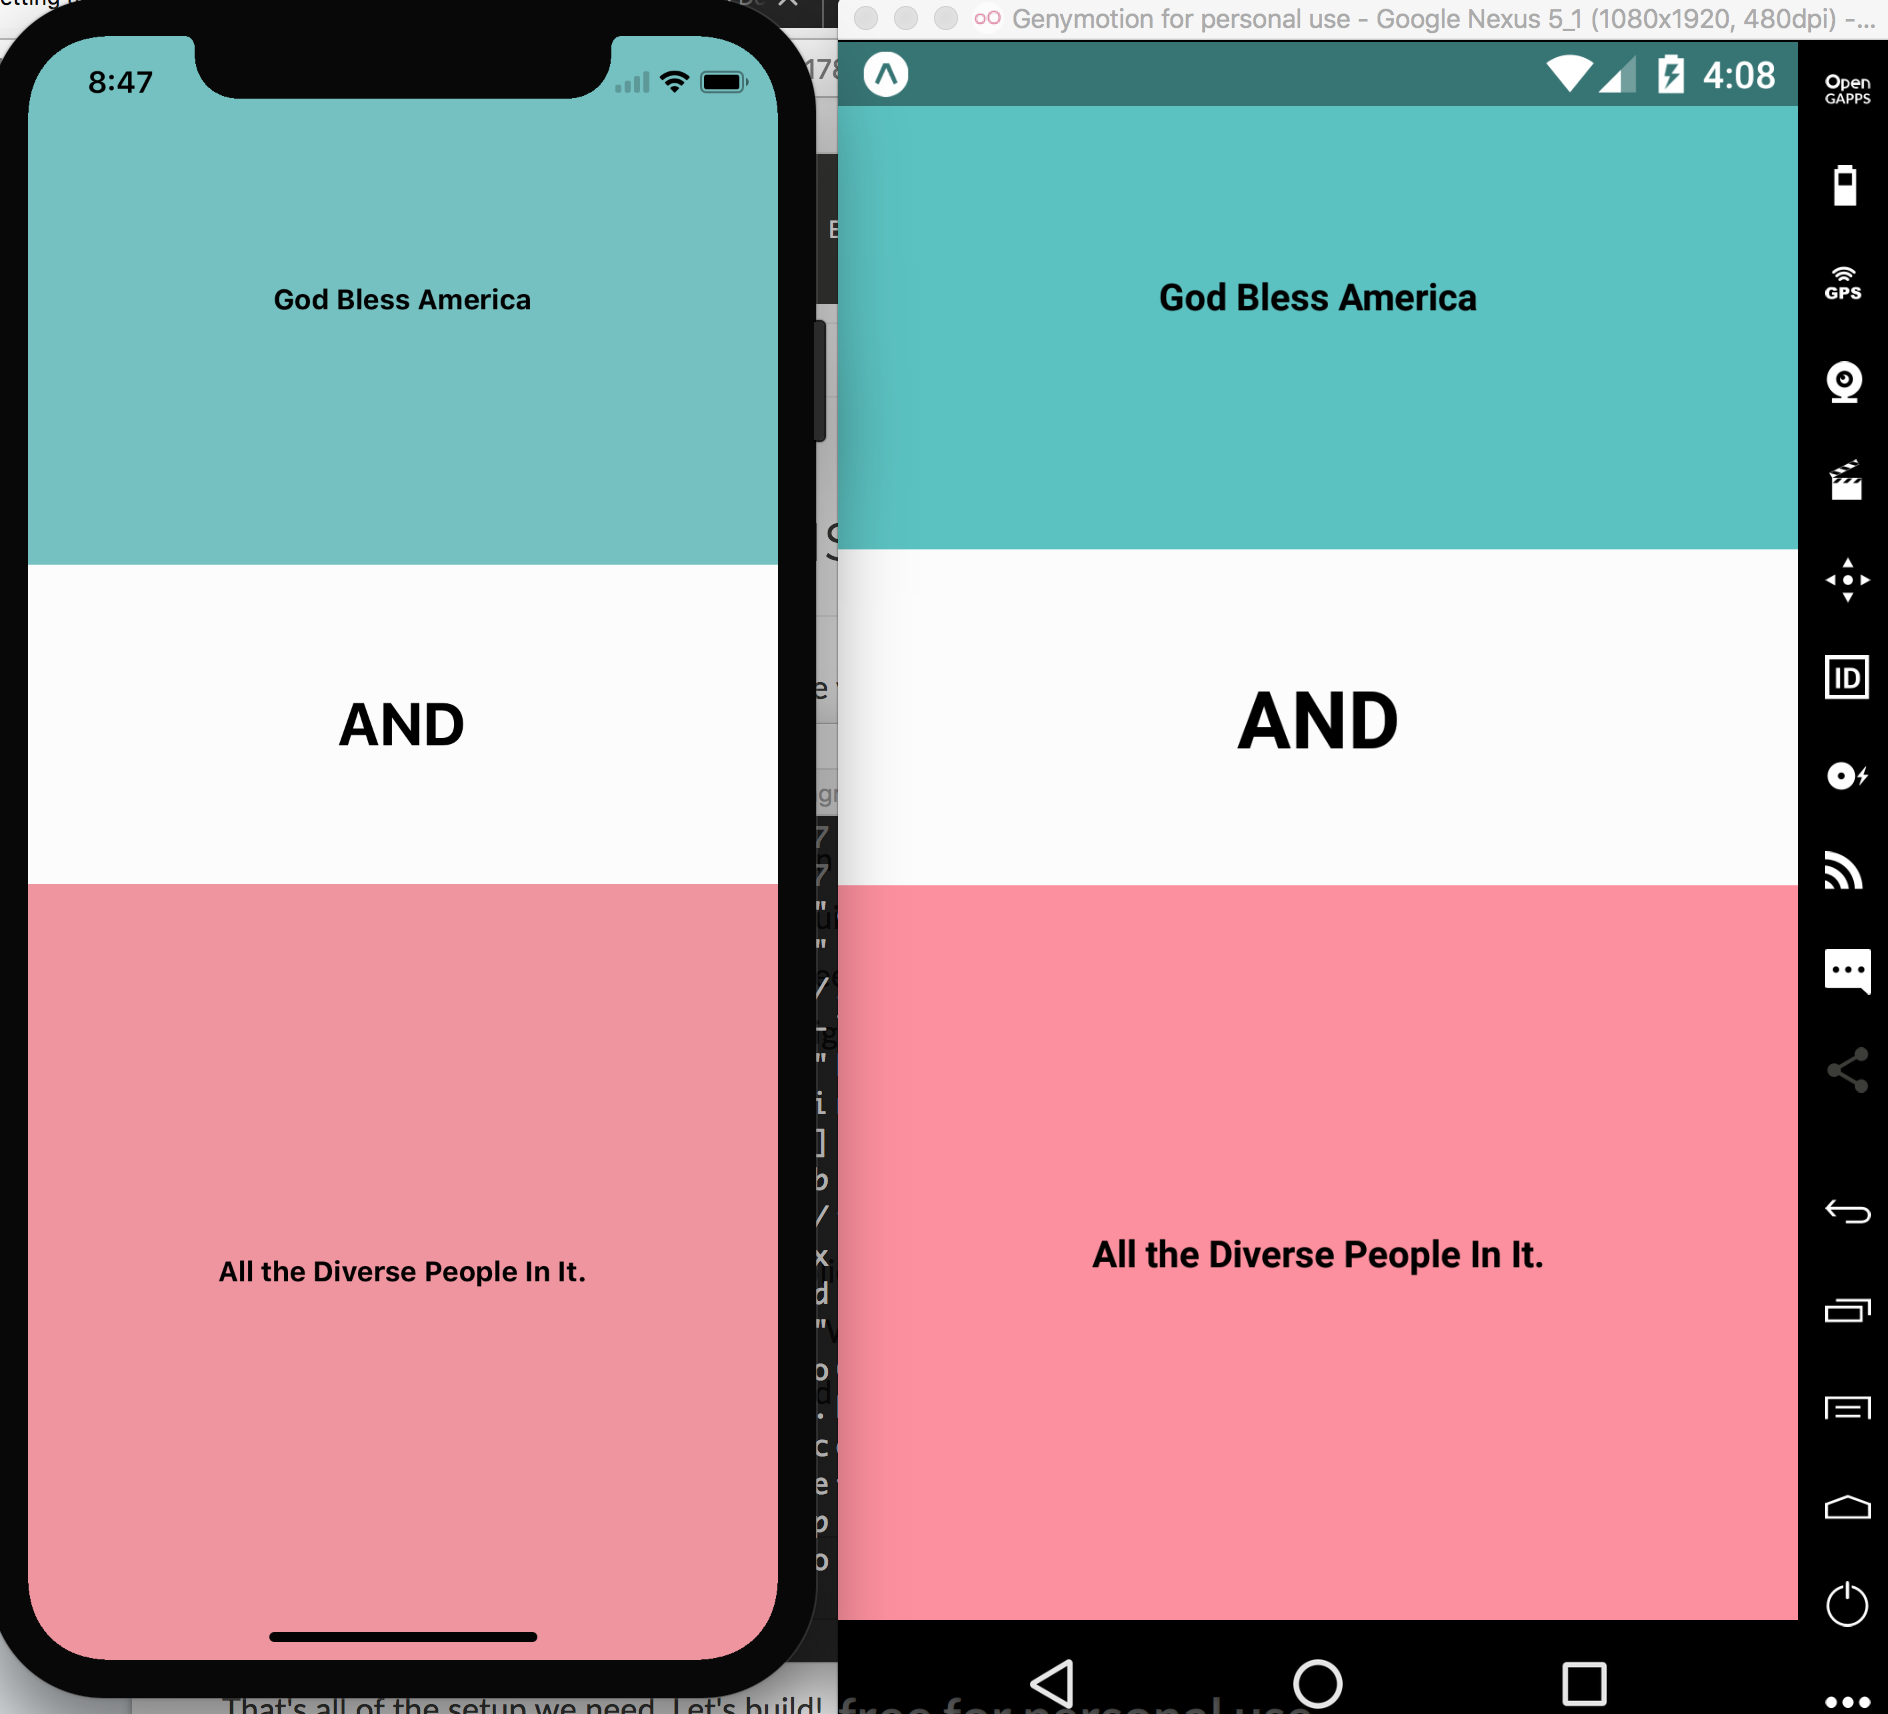 8:47
God Bless America
AND
All the Diverse People In It.
That's all of the setup we need. Let's build!
Genymotion for personal use - Google Nexus 5_1 (1080x1920, 480dpi) -...
4:08
God Bless America
AND
All the Diverse People In It.
free for personal use
Open
GAPPS
GPS
ID